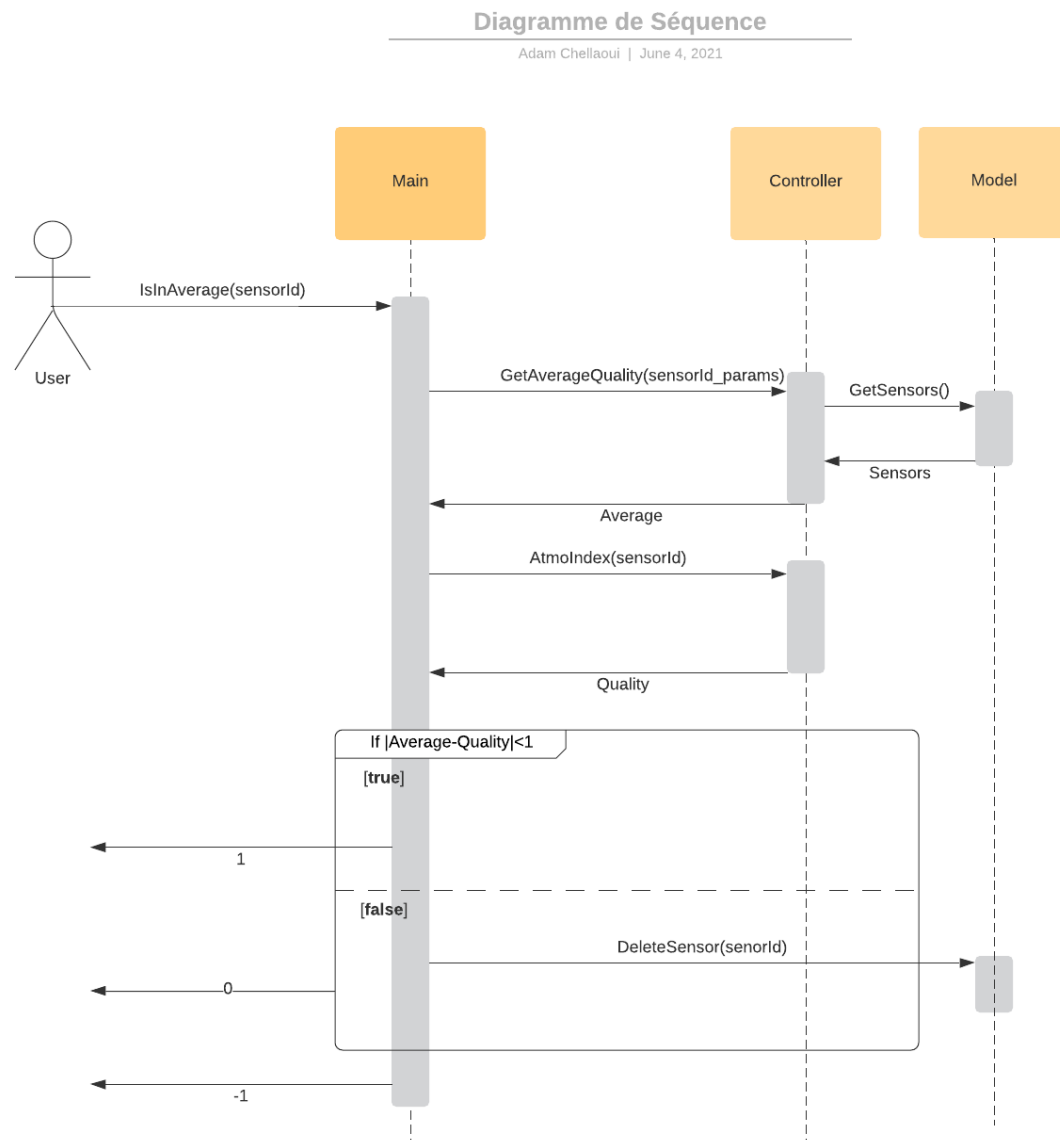 Diagramme de Séquence
Adam Chellaoui | June 4, 2021
Main
Controller
Model
IsInAverage(sensorId)
User
GetAverageQuality(sensorId_params)
GetSensors()
Sensors
Average
AtmoIndex(sensorId)
Quality
If |Average-Quality|<1
[true]
1
[false]
DeleteSensor(senorId)
0
-1